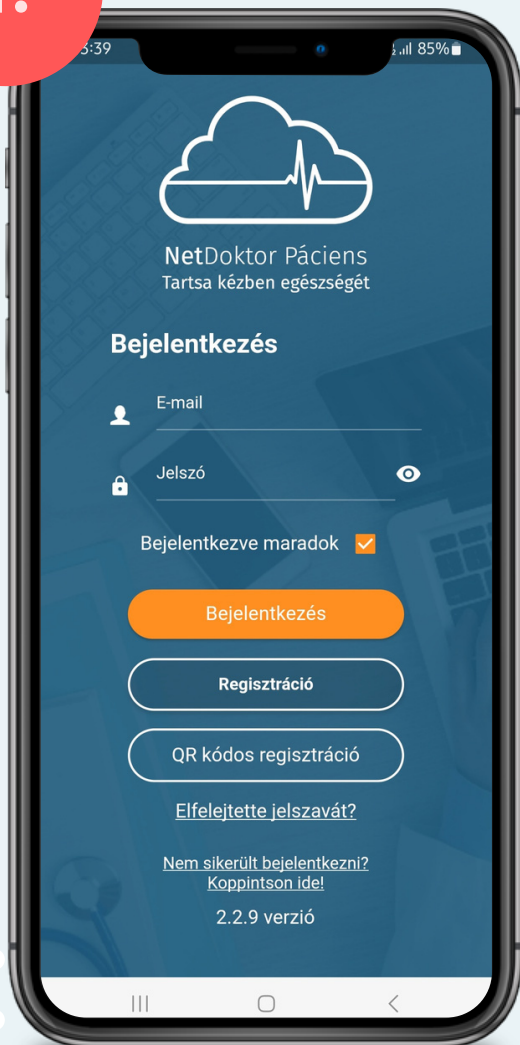 :39
85%
NetDoktor Páciens
Tartsa kézben egészségét
Bejelentkezés
E-mail
Jelszó
Bejelentkezve maradok
Bejelentkezés
Regisztráció
QR kódos regisztráció
Elfelejtette jelszavát?
Nem sikerült bejelentkezni?
Koppintson ide!
2.2.9 verzió